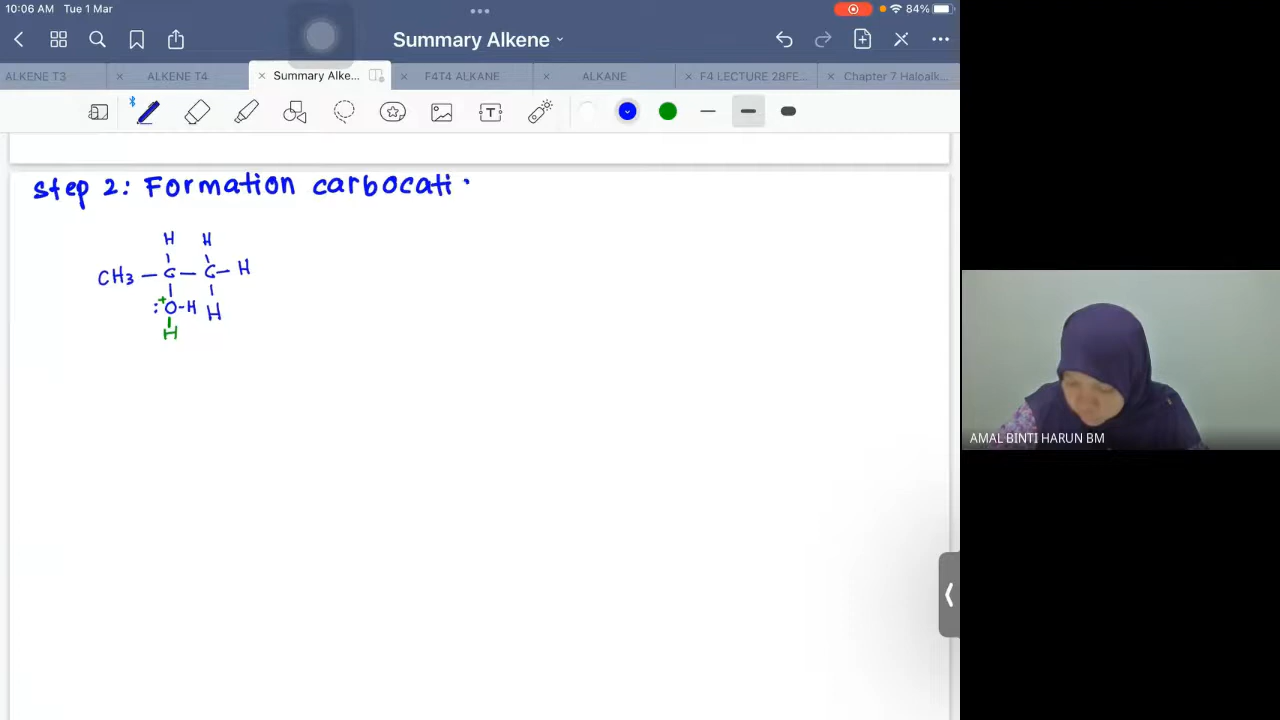 10:06 AM Tue 1 Mar
84%
Summary Alkene
ALKENE T3
ALKENE T4
Summary Alke...
F4T4 ALKANE
ALKANE
F4 LECTURE 28FE...
Chapter 7 Haloalk...
T
step 2: Formation carbocati
H H
CH3 — C — C — H
:O+-H H
H
AMAL BINTI HARUN BM